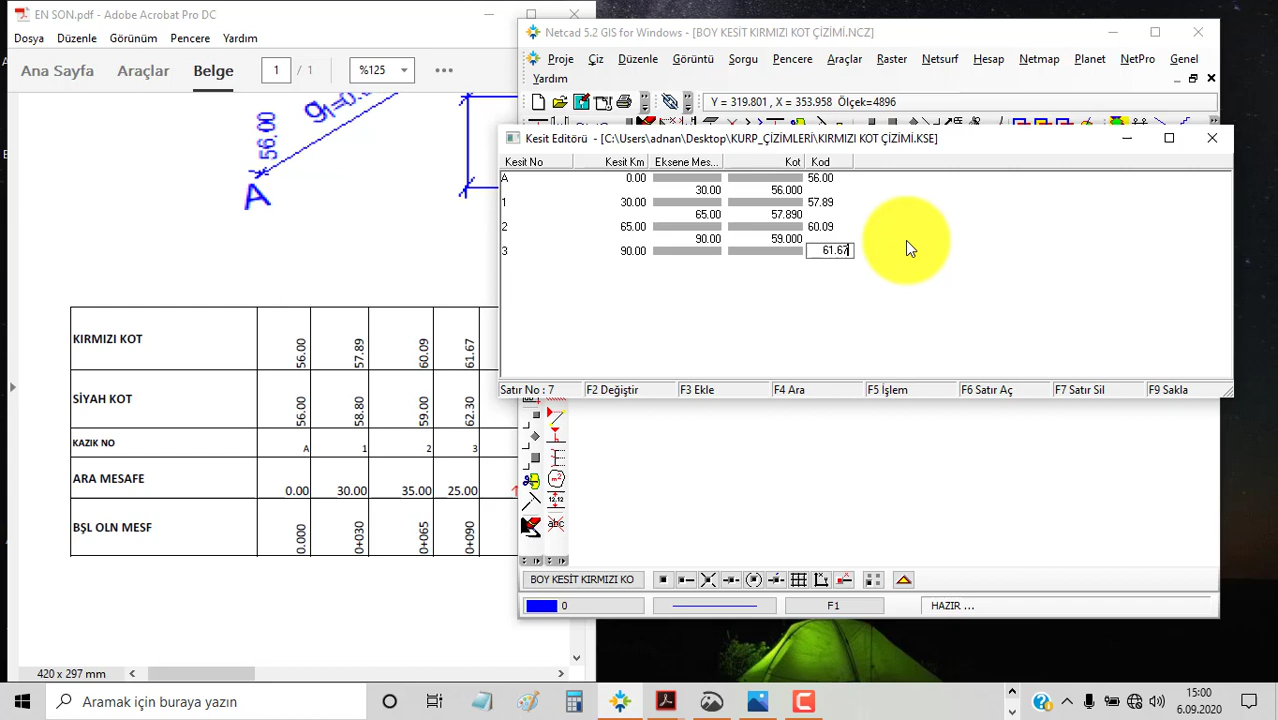 EN SON.pdf - Adobe Acrobat Pro DC
Dosya Düzenle Görünüm Pencere Yardım
Ana Sayfa Araçlar Belge 1 / 1 %125
56.00
A
KIRMIZI KOT 56.00 57.89 60.09 61.67
SİYAH KOT 56.00 58.80 59.00 62.30
KAZIK NO A 1 2 3
ARA MESAFE 0.00 30.00 35.00 25.00
BŞL OLN MESF 0.000 0+030 0+065 0+090
420 x 297 mm
Netcad 5.2 GIS for Windows - [BOY KESİT KIRMIZI KOT ÇİZİMİ.NCZ]
Proje Çiz Düzenle Görüntü Sorgu Pencere Araçlar Raster Netsurf Hesap Netmap Planet NetPro Genel
Yardım
Y = 319.801 , X = 353.958 Ölçek=4896
Kesit Editörü - [C:\Users\adnan\Desktop\KURP_ÇİZİMLERİ\KIRMIZI KOT ÇİZİMİ.KSE]
Kesit No Kesit Km Eksene Mes... Kot Kod
A 0.00 56.00
30.00 56.000
1 30.00 57.89
65.00 57.890
2 65.00 60.09
90.00 59.000
3 90.00 61.67
Satır No : 7 F2 Değiştir F3 Ekle F4 Ara F5 İşlem F6 Satır Aç F7 Satır Sil F9 Sakla
m²
12,12
abc
BOY KESİT KIRMIZI KO
0 F1 HAZIR ...
Aramak için buraya yazın
15:00
6.09.2020